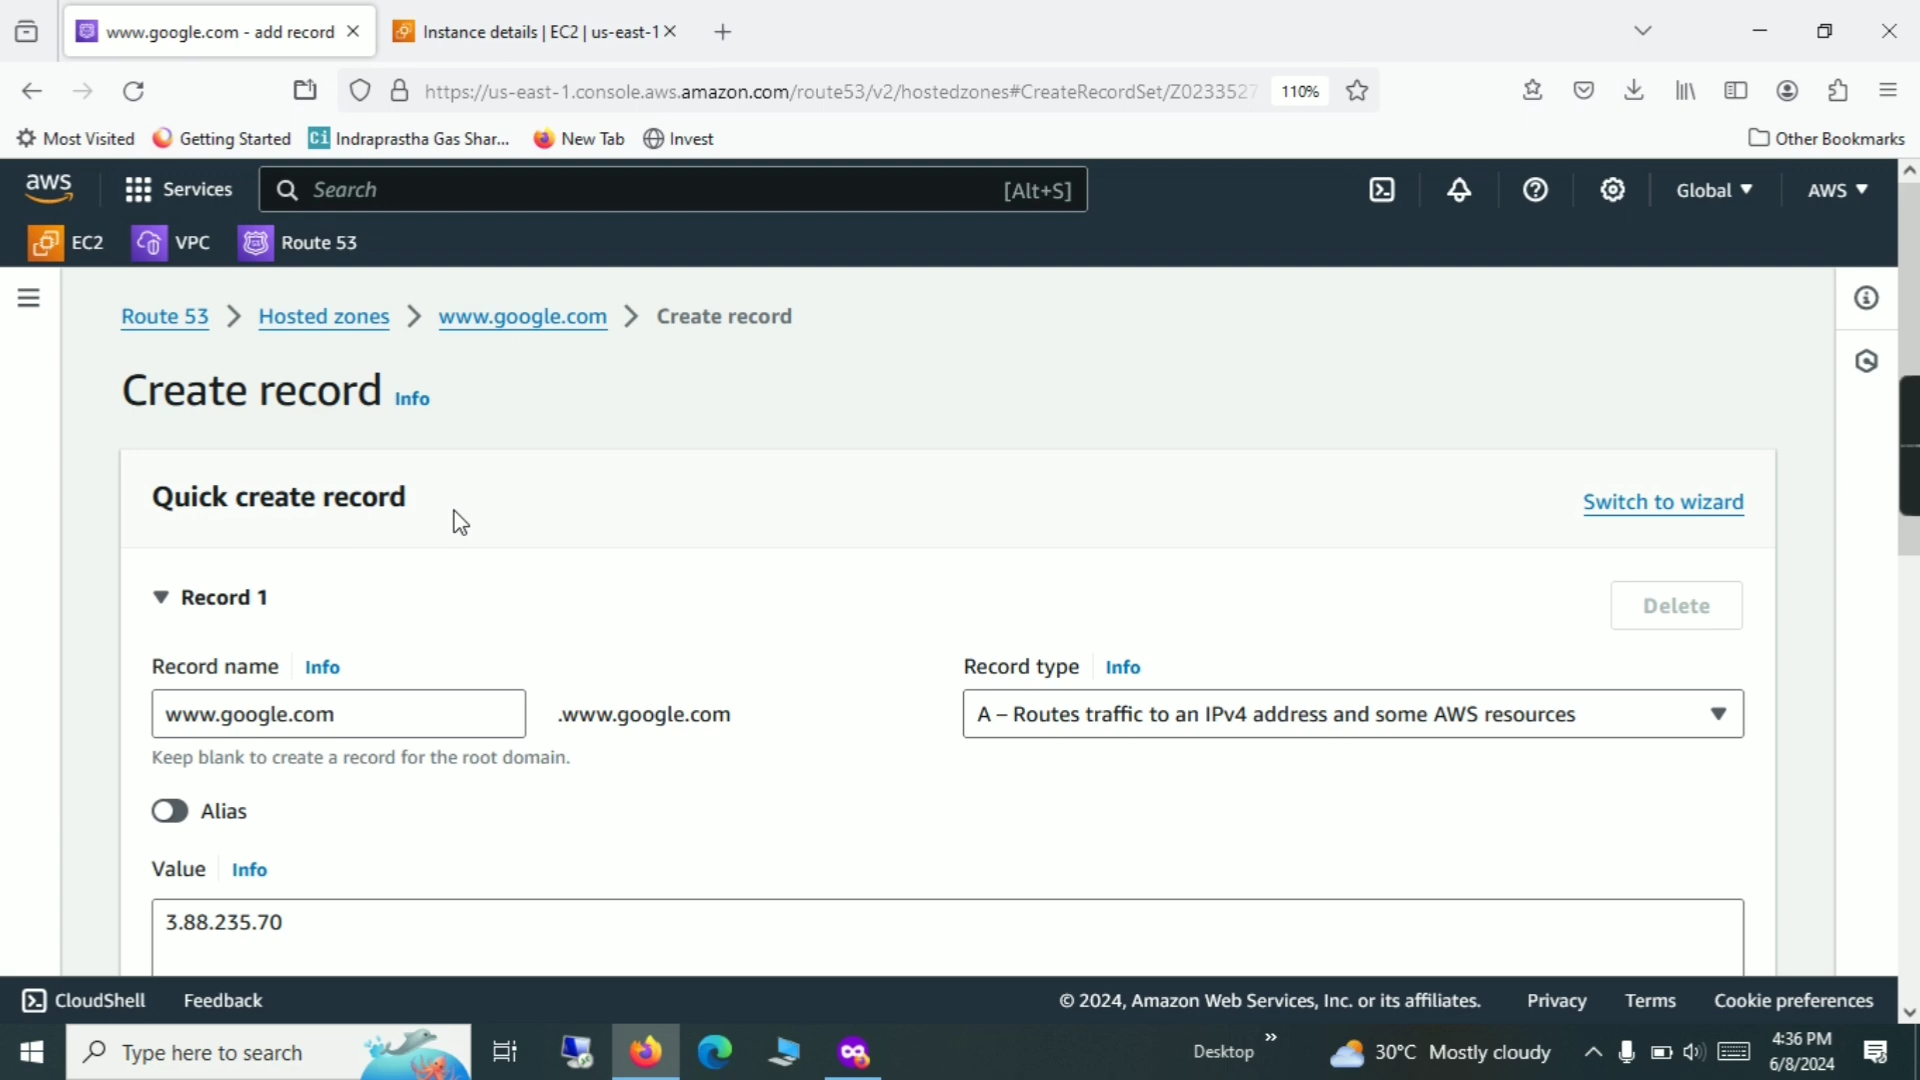 www.google.com - add record
Instance details | EC2 | us-east-1
https://us-east-1.console.aws.amazon.com/route53/v2/hostedzones#CreateRecordSet/Z0233527
110%
Most Visited
Getting Started
Ci
Indraprastha Gas Shar...
New Tab
Invest
Other Bookmarks
aws
Services
Search
[Alt+S]
Global
AWS
EC2
VPC
Route 53
Route 53
Hosted zones
www.google.com
Create record
Create record Info
Quick create record
Switch to wizard
Record 1
Delete
Record name Info
Record type Info
www.google.com
.www.google.com
A – Routes traffic to an IPv4 address and some AWS resources
Keep blank to create a record for the root domain.
Alias
Value Info
3.88.235.70
CloudShell
Feedback
© 2024, Amazon Web Services, Inc. or its affiliates.
Privacy
Terms
Cookie preferences
Type here to search
Desktop
30°C Mostly cloudy
4:36 PM
6/8/2024